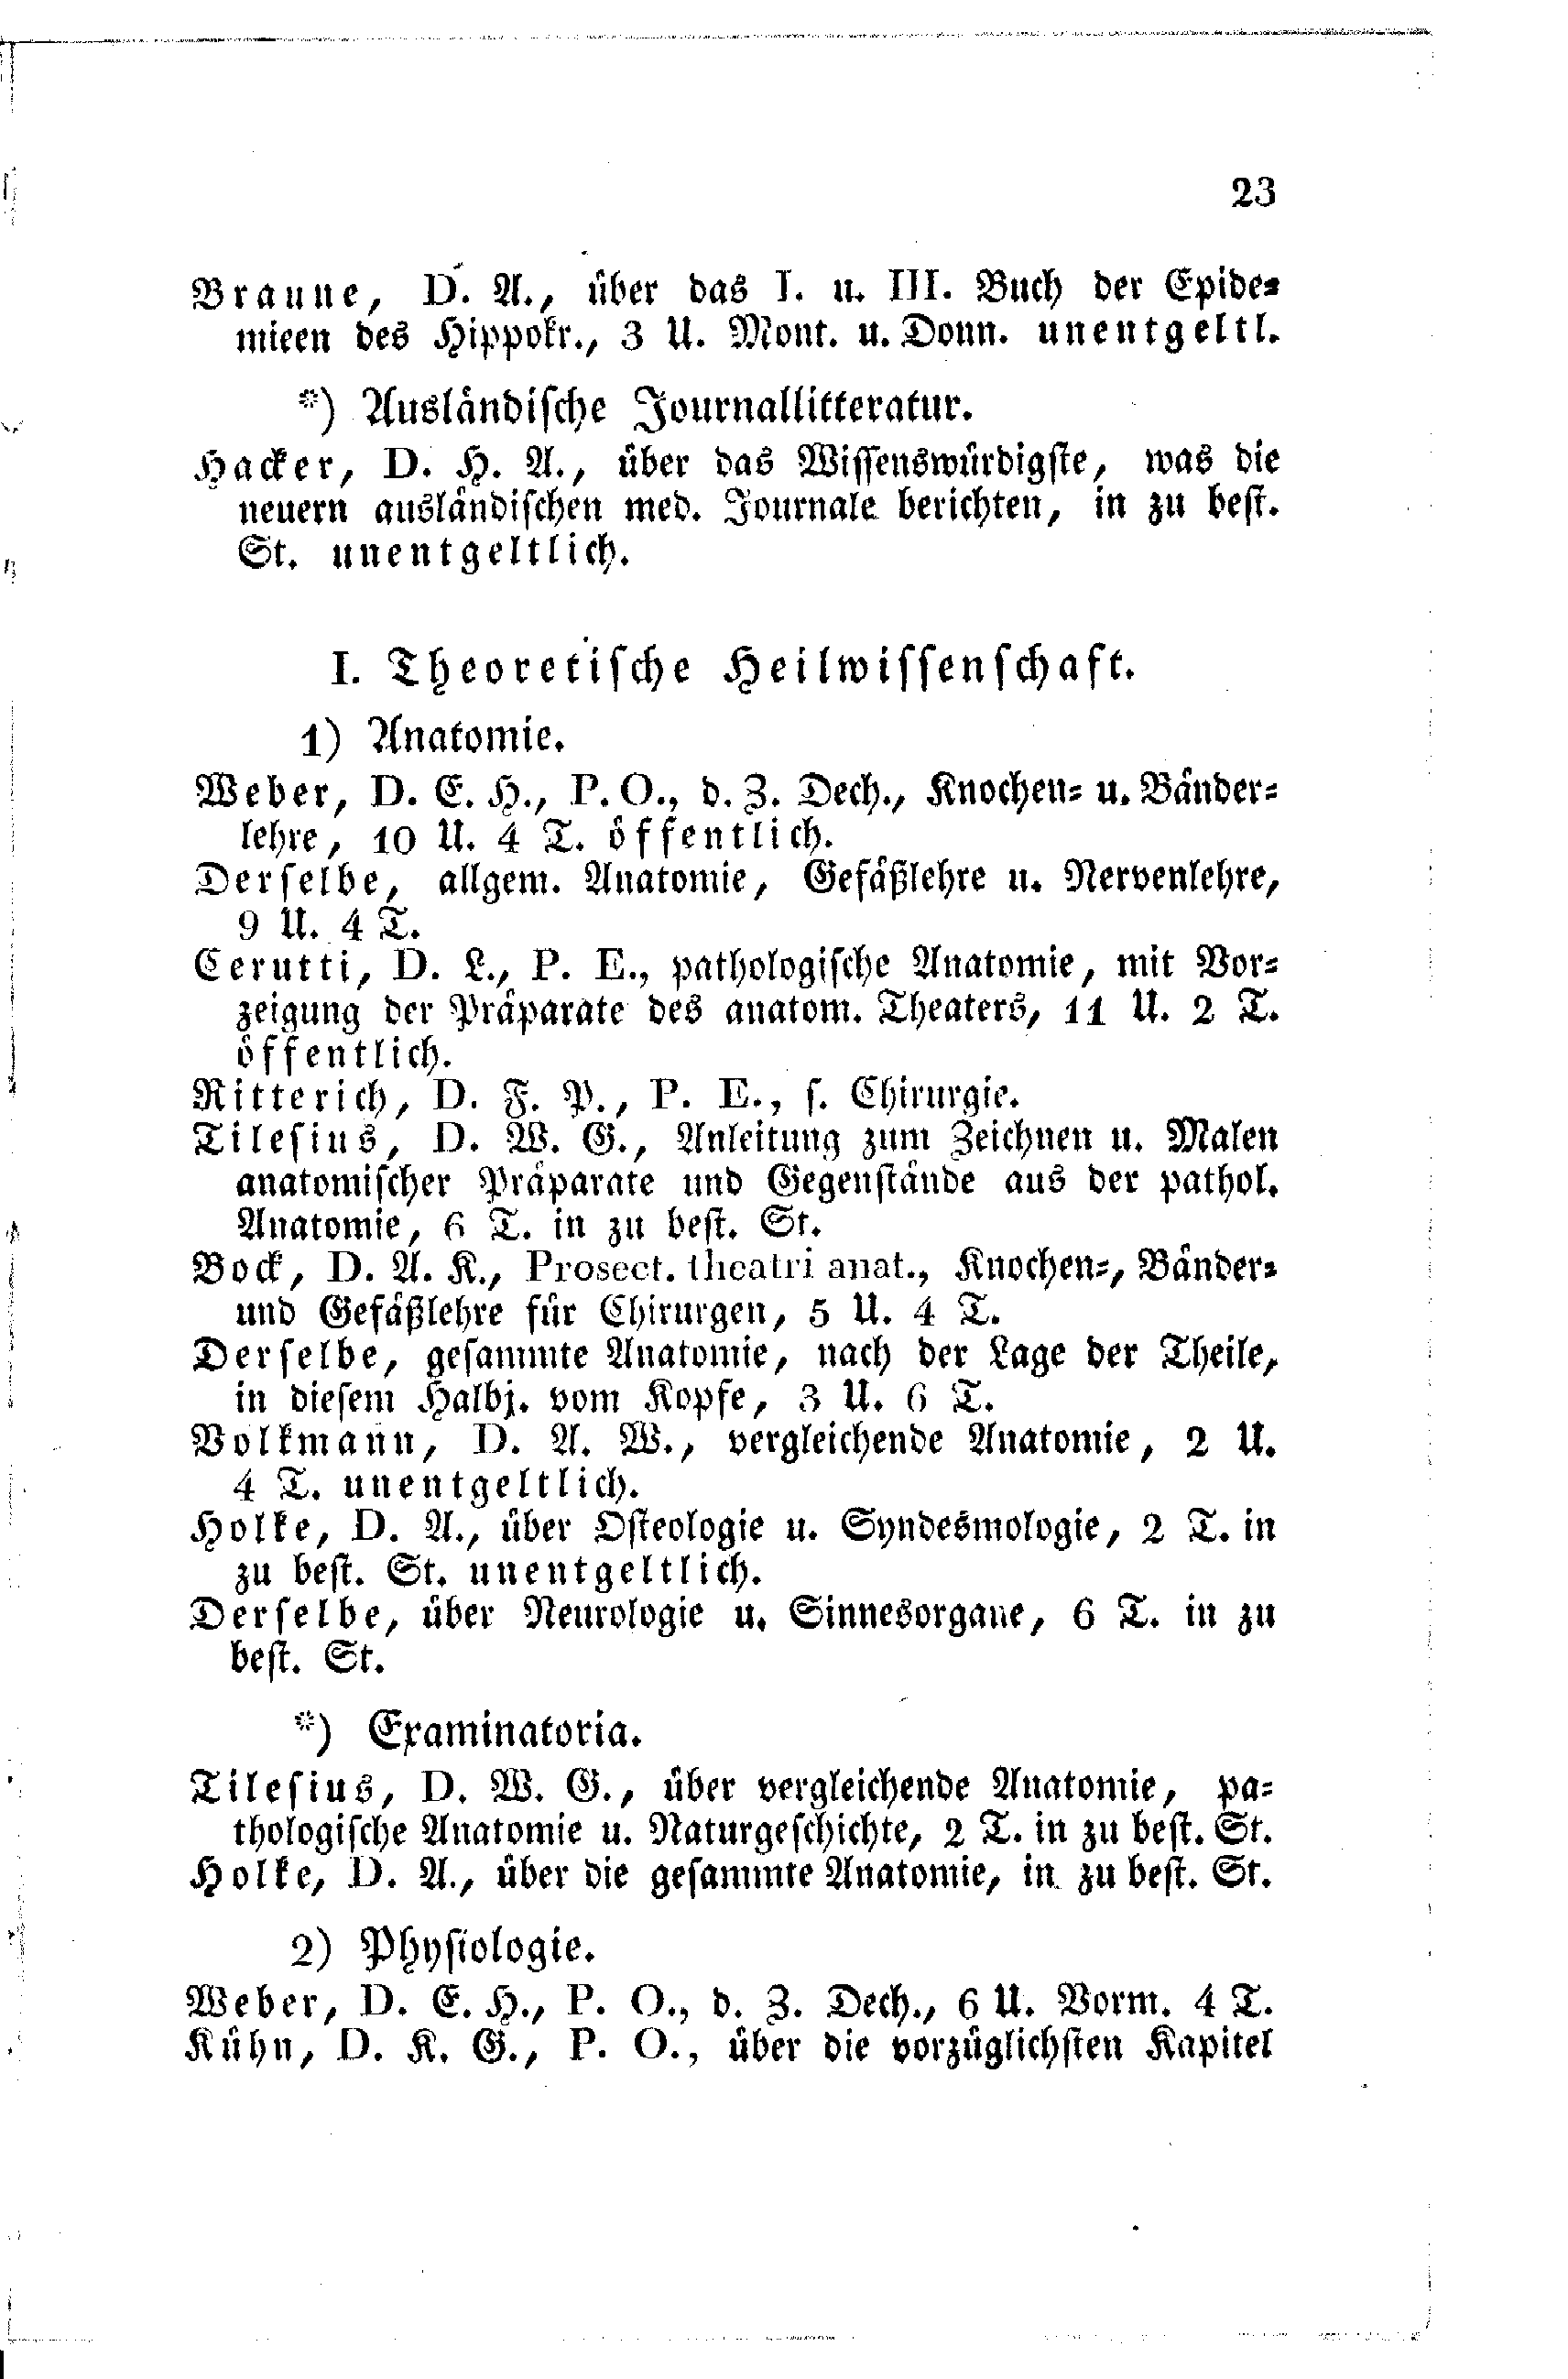 23
Braune, D. A., über das I. u. III. Buch der Epide-
mieen des Hippokr., 3 U. Mont. u. Donn. unentgeltl.
*) Ausländische Journallitteratur.
Hacker, D. H. A., über das Wissenswürdigste, was die
neuern ausländischen med. Journale berichten, in zu best.
St. unentgeltlich.
I. Theoretische Heilwissenschaft.
1) Anatomie.
Weber, D. E. H., P. O., d. Z. Dech., Knochen- u. Bänder-
lehre, 10 U. 4 T. öffentlich.
Derselbe, allgem. Anatomie, Gefäßlehre u. Nervenlehre,
9 U. 4 T.
Cerutti, D. L., P. E., pathologische Anatomie, mit Vor-
zeigung der Präparate des anatom. Theaters, 11 U. 2 T.
öffentlich.
Ritterich, D. F. P., P. E., s. Chirurgie.
Tilesius, D. W. G., Anleitung zum Zeichnen u. Malen
anatomischer Präparate und Gegenstände aus der pathol.
Anatomie, 6 T. in zu best. St.
Bock, D. A. K., Prosect. theatri anat., Knochen-, Bänder-
und Gefäßlehre für Chirurgen, 5 U. 4 T.
Derselbe, gesammte Anatomie, nach der Lage der Theile,
in diesem Halbj. vom Kopfe, 3 U. 6 T.
Volkmann, D. A. W., vergleichende Anatomie, 2 U.
4 T. unentgeltlich.
Holke, D. A., über Osteologie u. Syndesmologie, 2 T. in
zu best. St. unentgeltlich.
Derselbe, über Neurologie u. Sinnesorgane, 6 T. in zu
best. St.
*) Examinatoria.
Tilesius, D. W. G., über vergleichende Anatomie, pa-
thologische Anatomie u. Naturgeschichte, 2 T. in zu best. St.
Holke, D. A., über die gesammte Anatomie, in zu best. St.
2) Physiologie.
Weber, D. E. H., P. O., d. Z. Dech., 6 U. Vorm. 4 T.
Kühn, D. K. G., P. O., über die vorzüglichsten Kapitel